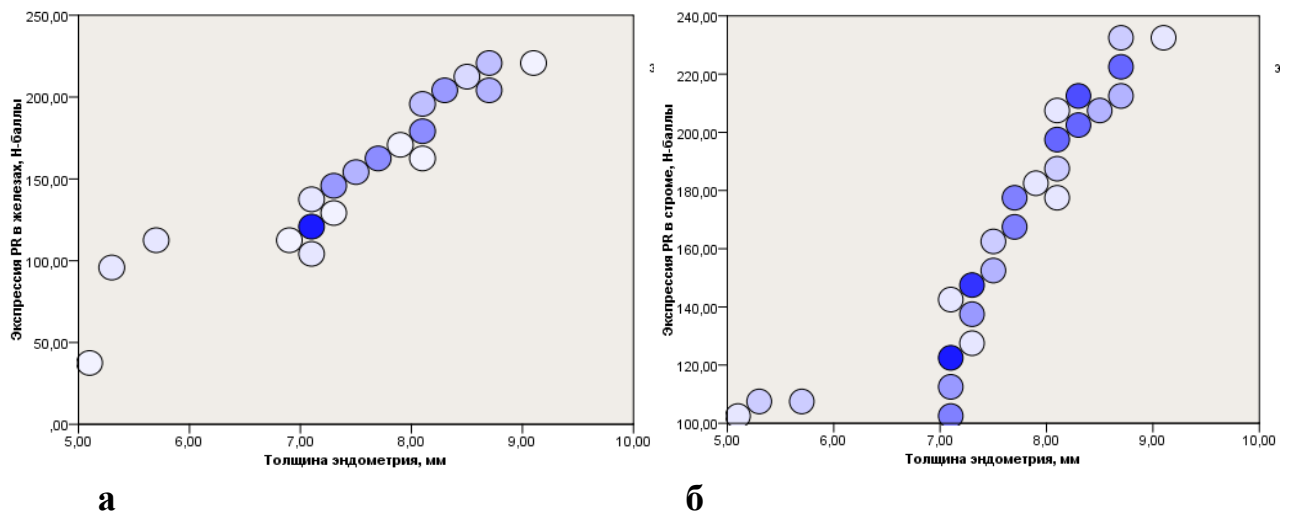 250,00
200,00
150,00
100,00
50,00
,00
Экспрессия PR в железах, Н-баллы
5,00 6,00 7,00 8,00 9,00 10,00
Толщина эндометрия, мм
э
а
240,00
220,00
200,00
180,00
160,00
140,00
120,00
100,00
Экспрессия PR в строме, Н-баллы
5,00 6,00 7,00 8,00 9,00 10,00
Толщина эндометрия, мм
э
б